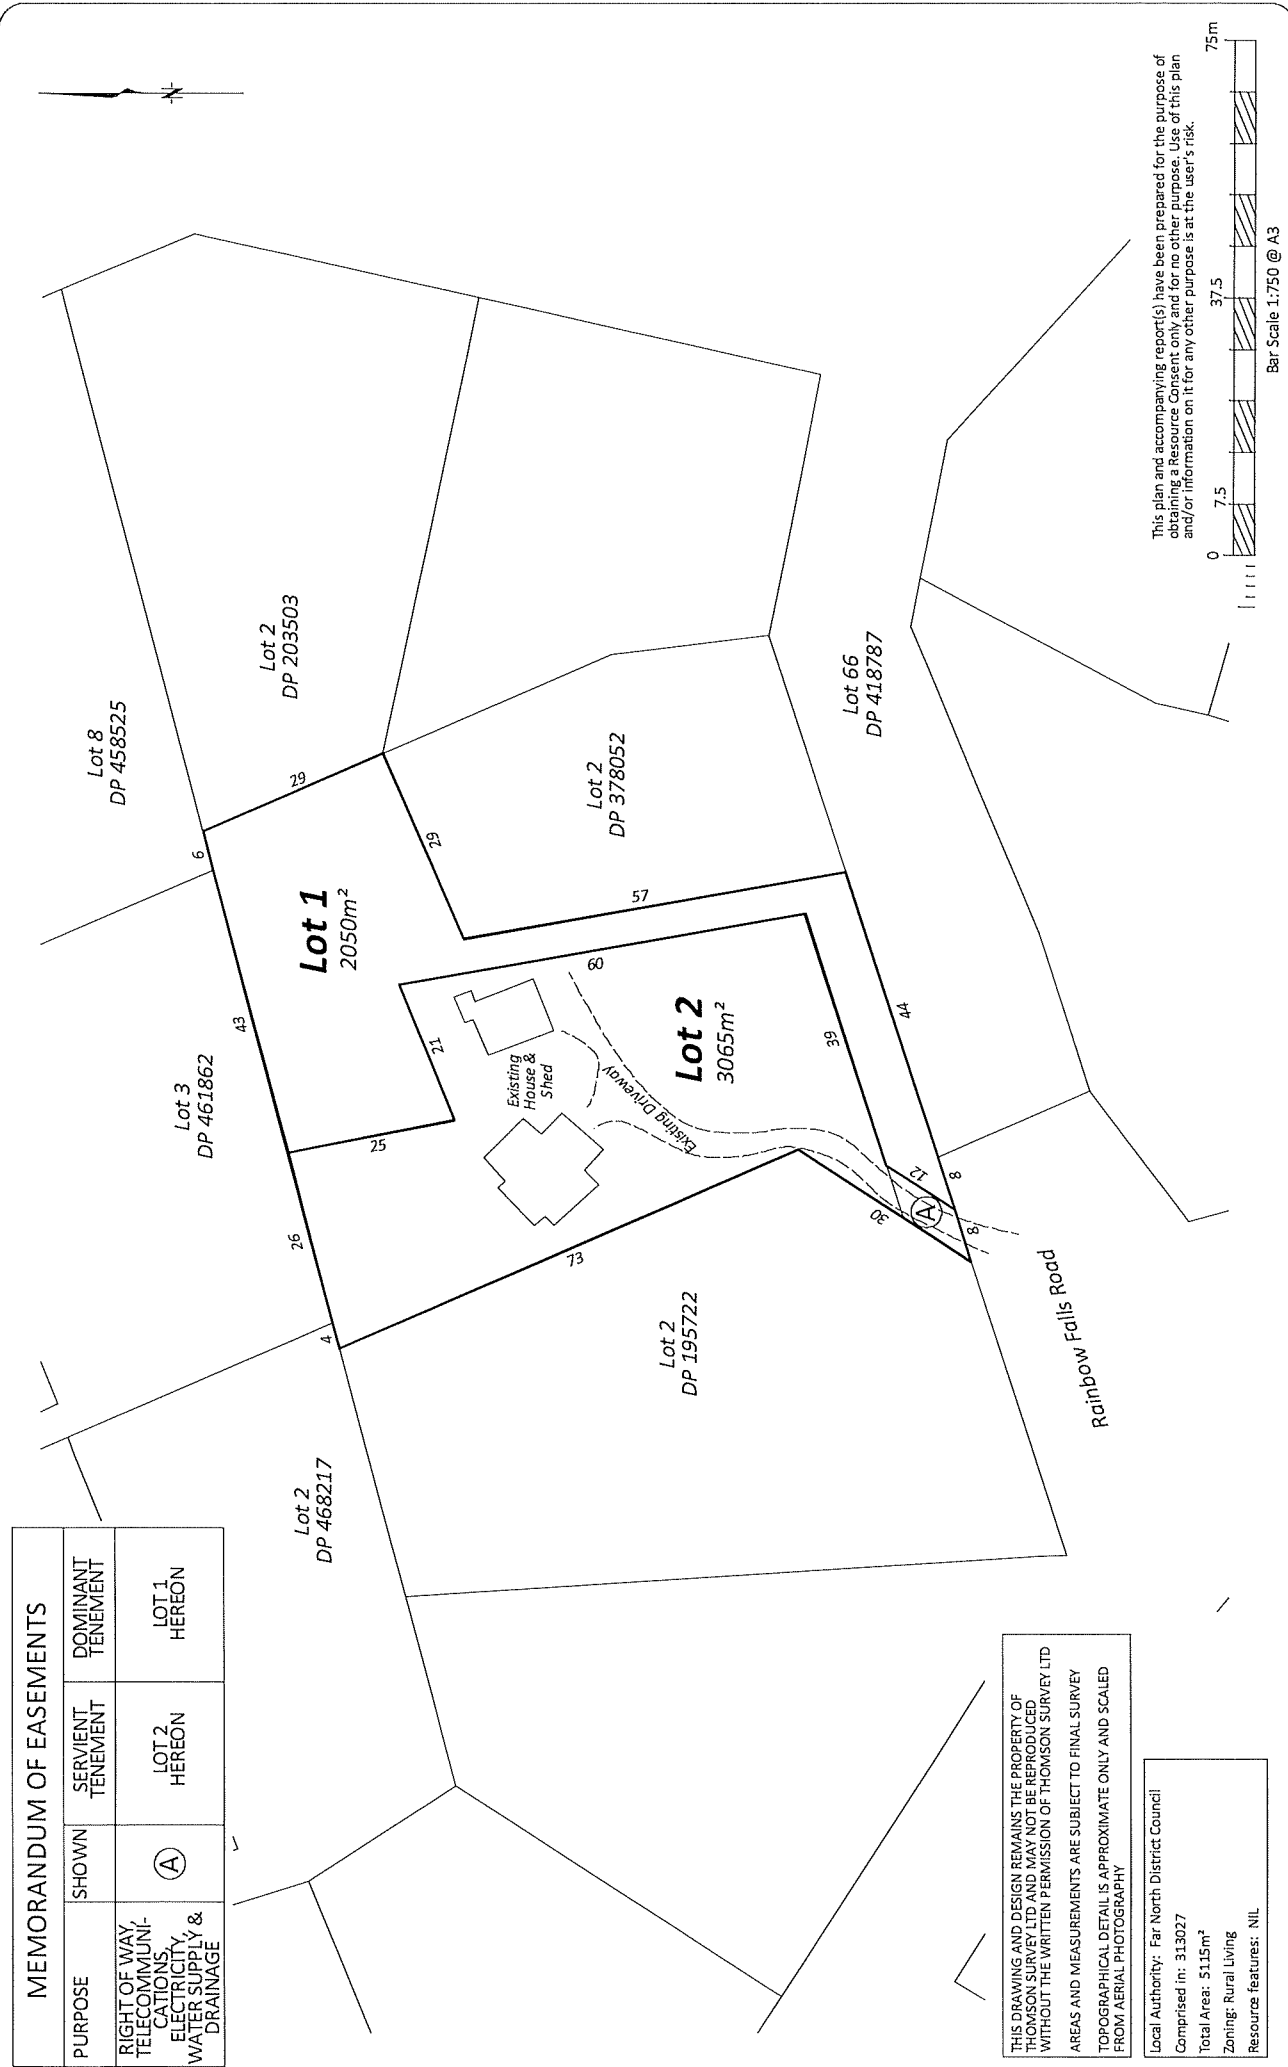 MEMORANDUM OF EASEMENTS
PURPOSE
SHOWN
SERVIENT
TENEMENT
DOMINANT
TENEMENT
RIGHT OF WAY,
TELECOMMUNI-
CATIONS,
ELECTRICITY,
WATER SUPPLY &
DRAINAGE
A
LOT 2
HEREON
LOT 1
HEREON
N
Lot 8
DP 458525
Lot 2
DP 203503
Lot 3
DP 461862
Lot 2
DP 468217
4
26
43
6
29
Lot 1
2050m²
29
25
21
Existing
House &
Shed
60
57
Lot 2
DP 378052
73
Existing Driveway
Lot 2
3065m²
39
Lot 2
DP 195722
30
A
12
8
8
44
Lot 66
DP 418787
Rainbow Falls Road
THIS DRAWING AND DESIGN REMAINS THE PROPERTY OF
THOMSON SURVEY LTD AND MAY NOT BE REPRODUCED
WITHOUT THE WRITTEN PERMISSION OF THOMSON SURVEY LTD
AREAS AND MEASUREMENTS ARE SUBJECT TO FINAL SURVEY
TOPOGRAPHICAL DETAIL IS APPROXIMATE ONLY AND SCALED
FROM AERIAL PHOTOGRAPHY
Local Authority: Far North District Council
Comprised in: 313027
Total Area: 5115m²
Zoning: Rural Living
Resource features: NIL
This plan and accompanying report(s) have been prepared for the purpose of
obtaining a Resource Consent only and for no other purpose. Use of this plan
and/or information on it for any other purpose is at the user's risk.
0
7.5
37.5
75m
Bar Scale 1:750 @ A3